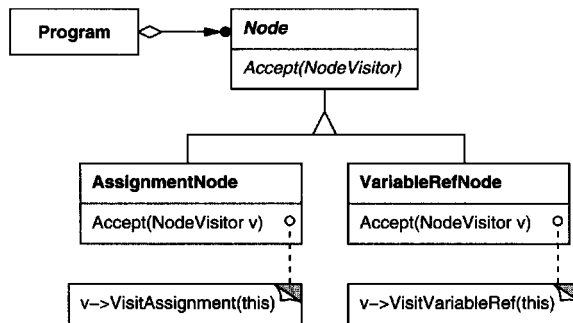 Program
Node
Accept(NodeVisitor)
AssignmentNode
Accept(NodeVisitor v)
VariableRefNode
Accept(NodeVisitor v)
v–>VisitAssignment(this)
v–>VisitVariableRef(this)